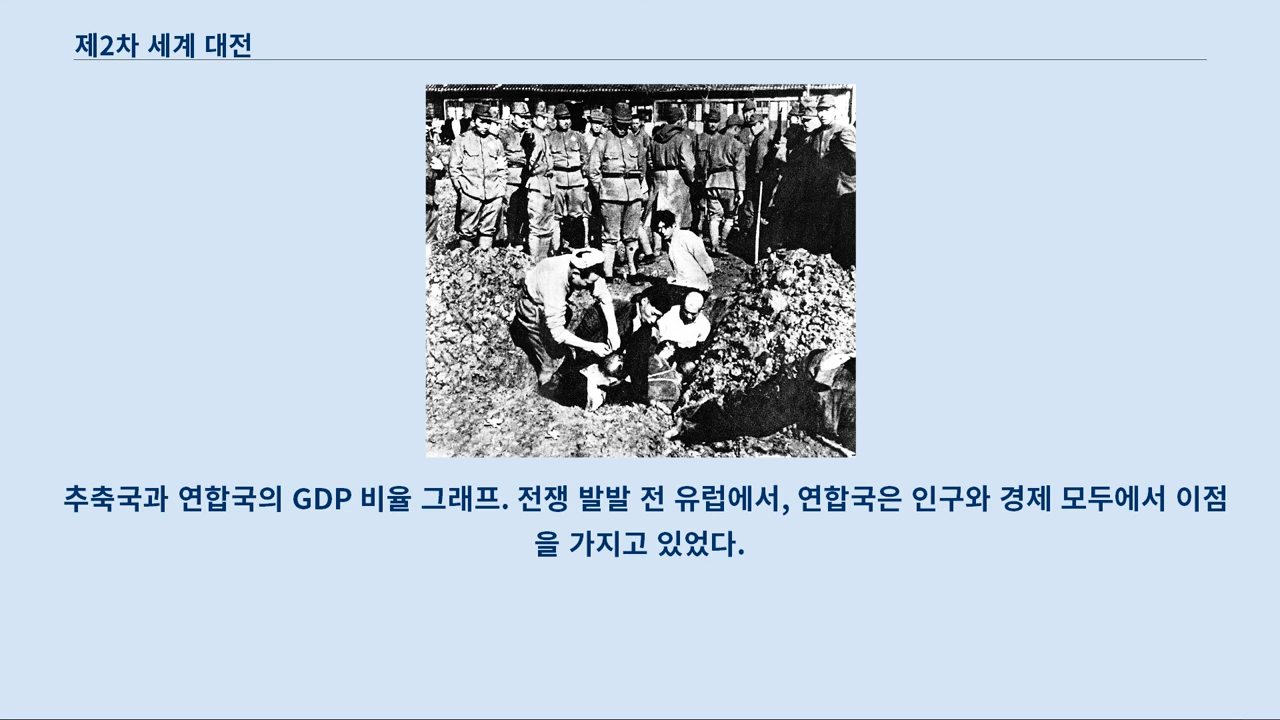 제2차 세계 대전
추축국과 연합국의 GDP 비율 그래프. 전쟁 발발 전 유럽에서, 연합국은 인구와 경제 모두에서 이점
을 가지고 있었다.